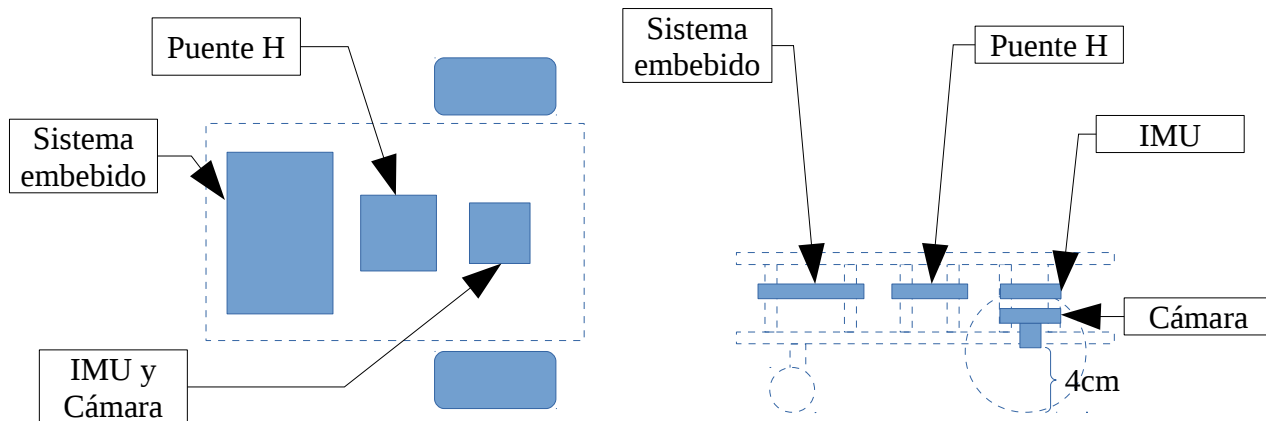 Puente H
Sistema
embebido
IMU y
Cámara
Sistema
embebido
Puente H
IMU
Cámara
4cm